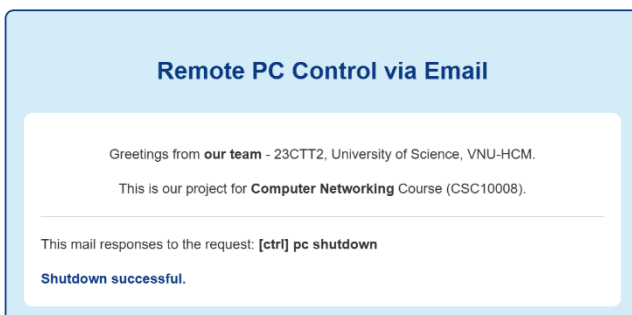 Remote PC Control via Email
Greetings from our team - 23CTT2, University of Science, VNU-HCM.
This is our project for Computer Networking Course (CSC10008).
This mail responses to the request: [ctrl] pc shutdown
Shutdown successful.